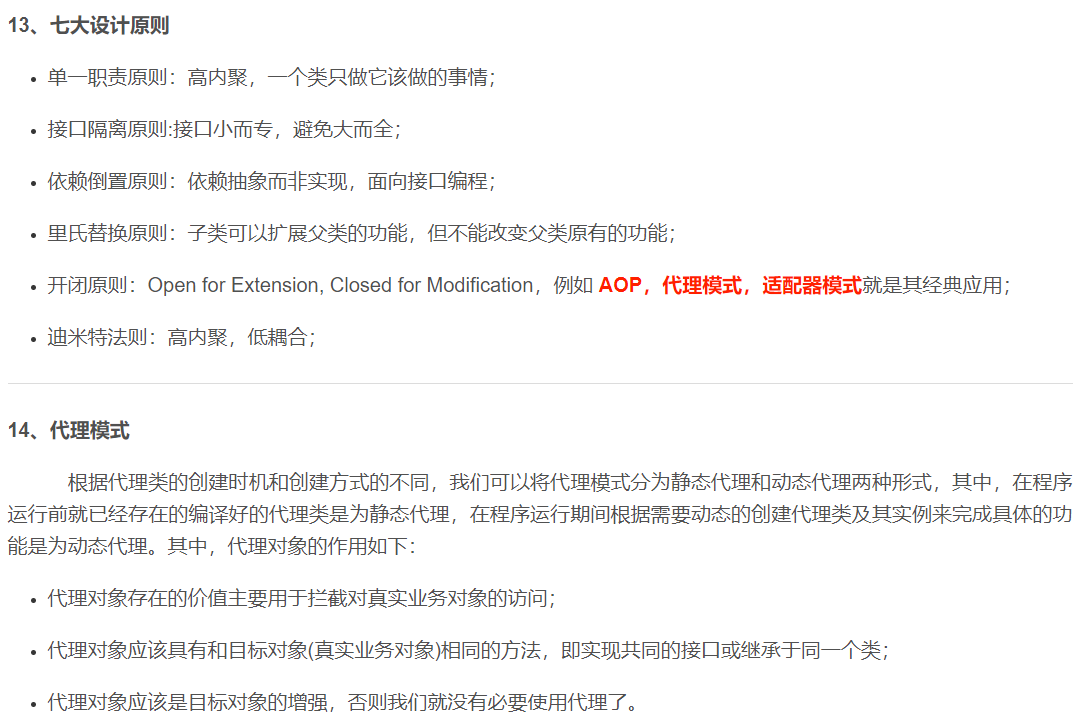 13、七大设计原则
单一职责原则：高内聚，一个类只做它该做的事情；
接口隔离原则:接口小而专，避免大而全；
依赖倒置原则：依赖抽象而非实现，面向接口编程；
里氏替换原则：子类可以扩展父类的功能，但不能改变父类原有的功能；
开闭原则：Open for Extension, Closed for Modification，例如 AOP，代理模式，适配器模式就是其经典应用；
迪米特法则：高内聚，低耦合；
14、代理模式
根据代理类的创建时机和创建方式的不同，我们可以将代理模式分为静态代理和动态代理两种形式，其中，在程序
运行前就已经存在的编译好的代理类是为静态代理，在程序运行期间根据需要动态的创建代理类及其实例来完成具体的功
能是为动态代理。其中，代理对象的作用如下：
代理对象存在的价值主要用于拦截对真实业务对象的访问；
代理对象应该具有和目标对象(真实业务对象)相同的方法，即实现共同的接口或继承于同一个类；
代理对象应该是目标对象的增强，否则我们就没有必要使用代理了。